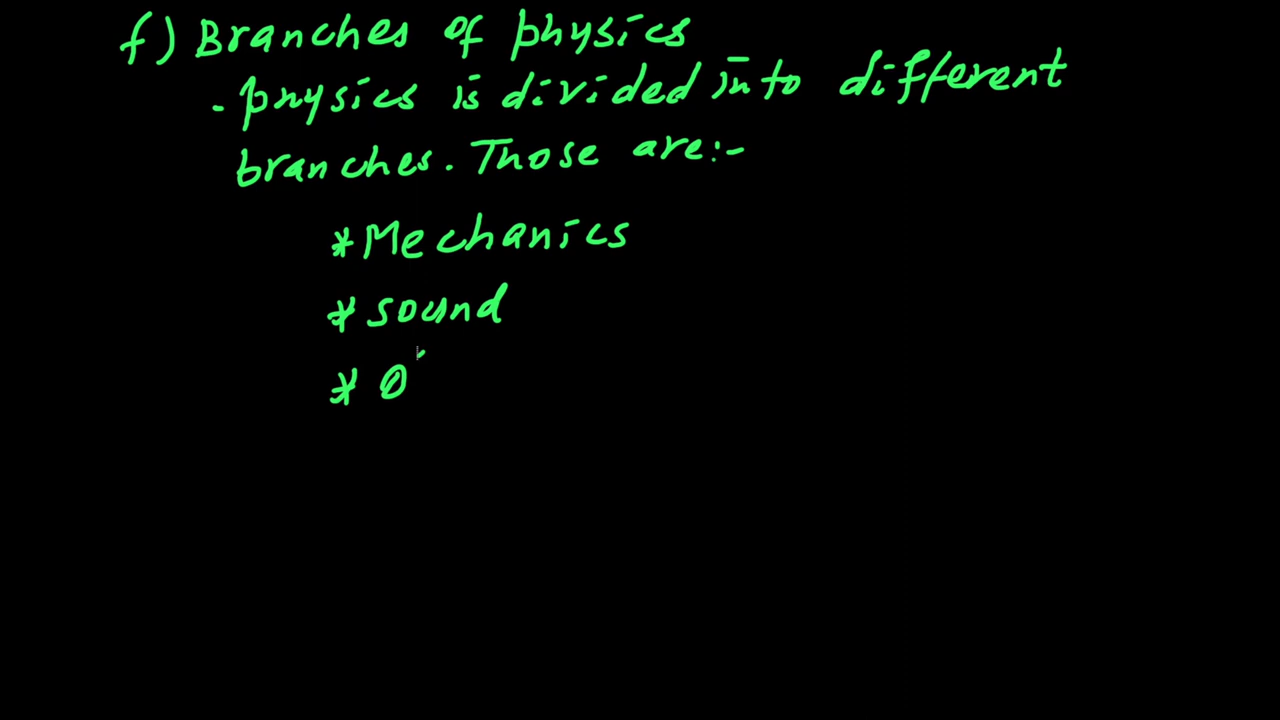 f) Branches of physics
- physics is divided into different
branches. Those are:-
* Mechanics
* sound
* O